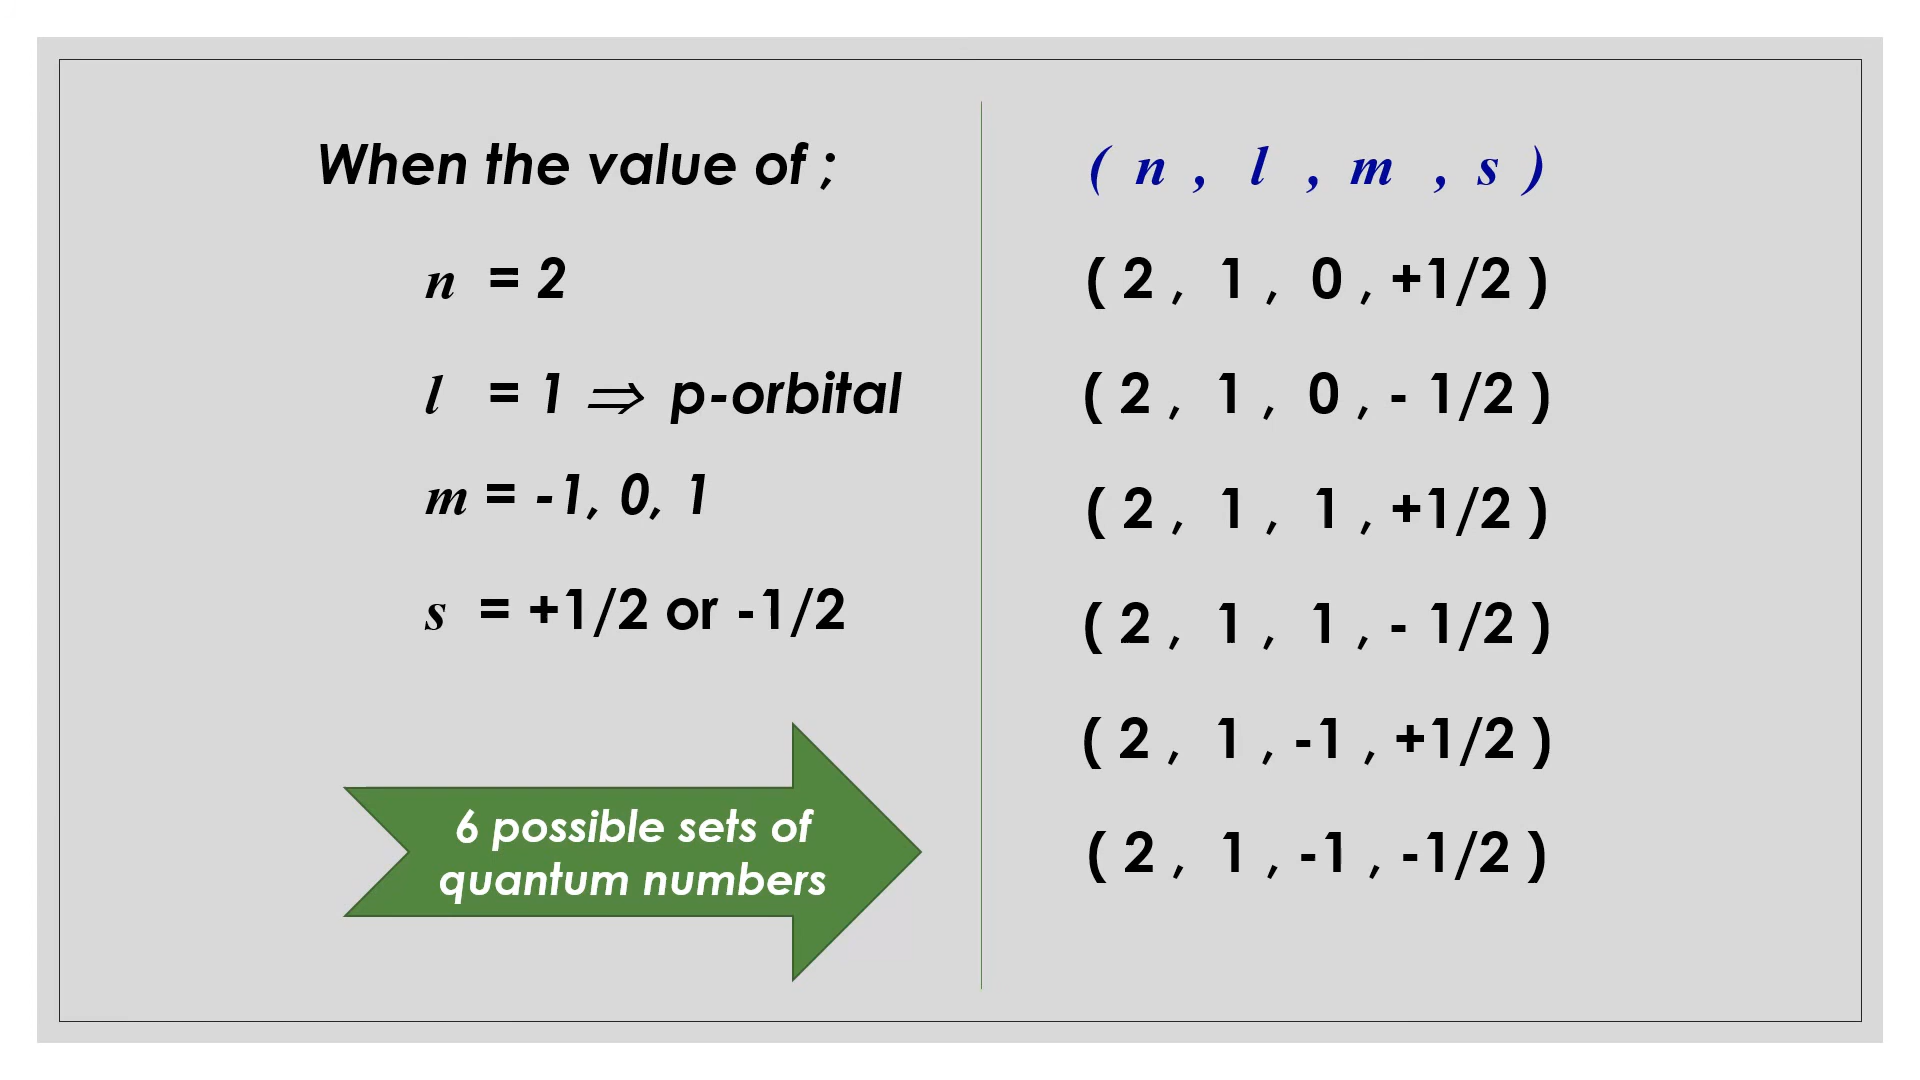 When the value of ;
n = 2
l = 1 ⇒ p-orbital
m = -1, 0, 1
s = +1/2 or -1/2
6 possible sets of
quantum numbers
( n , l , m , s )
( 2 , 1 , 0 , +1/2 )
( 2 , 1 , 0 , - 1/2 )
( 2 , 1 , 1 , +1/2 )
( 2 , 1 , 1 , - 1/2 )
( 2 , 1 , -1 , +1/2 )
( 2 , 1 , -1 , -1/2 )